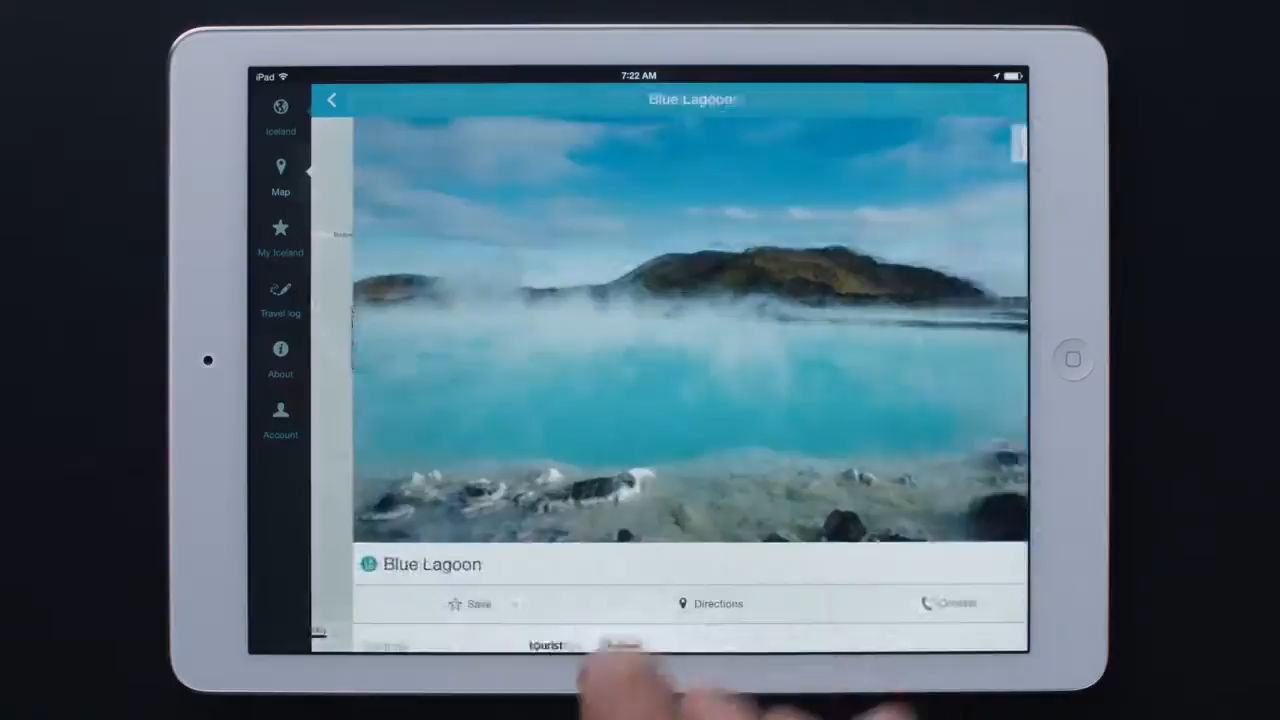 iPad
7:22 AM
Iceland
Map
My Iceland
Travel log
About
Account
Blue Lagoon
Blue Lagoon
Save
Directions
tourist